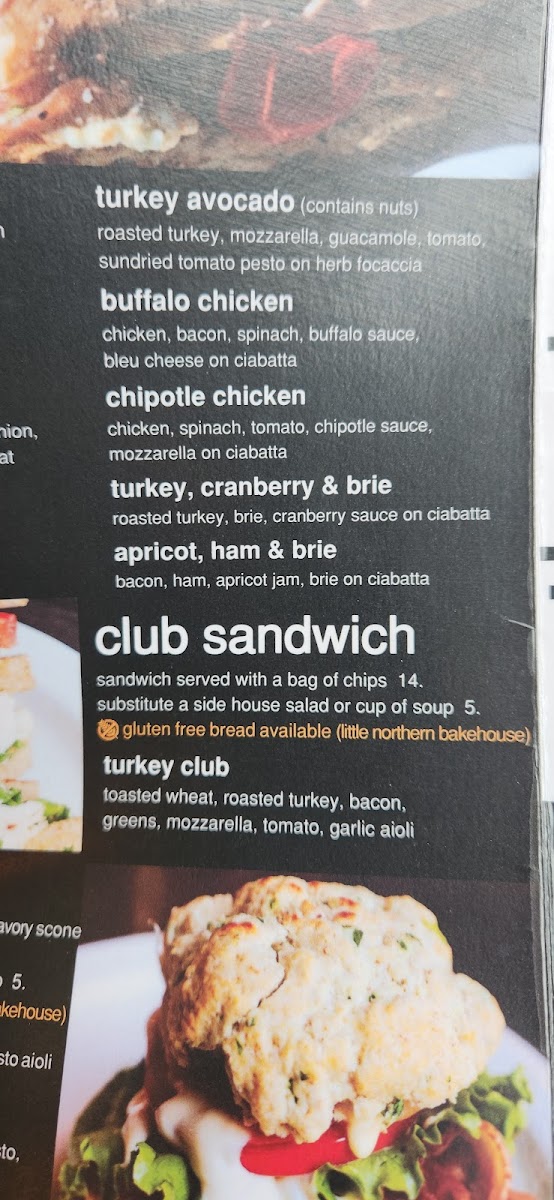 turkey avocado (contains nuts)
roasted turkey, mozzarella, guacamole, tomato,
sundried tomato pesto on herb focaccia
buffalo chicken
chicken, bacon, spinach, buffalo sauce,
bleu cheese on ciabatta
chipotle chicken
chicken, spinach, tomato, chipotle sauce,
mozzarella on ciabatta
turkey, cranberry & brie
roasted turkey, brie, cranberry sauce on ciabatta
apricot, ham & brie
bacon, ham, apricot jam, brie on ciabatta
club sandwich
sandwich served with a bag of chips 14.
substitute a side house salad or cup of soup 5.
gluten free bread available (little northern bakehouse)
turkey club
toasted wheat, roasted turkey, bacon,
greens, mozzarella, tomato, garlic aioli
scone
5.
aioli